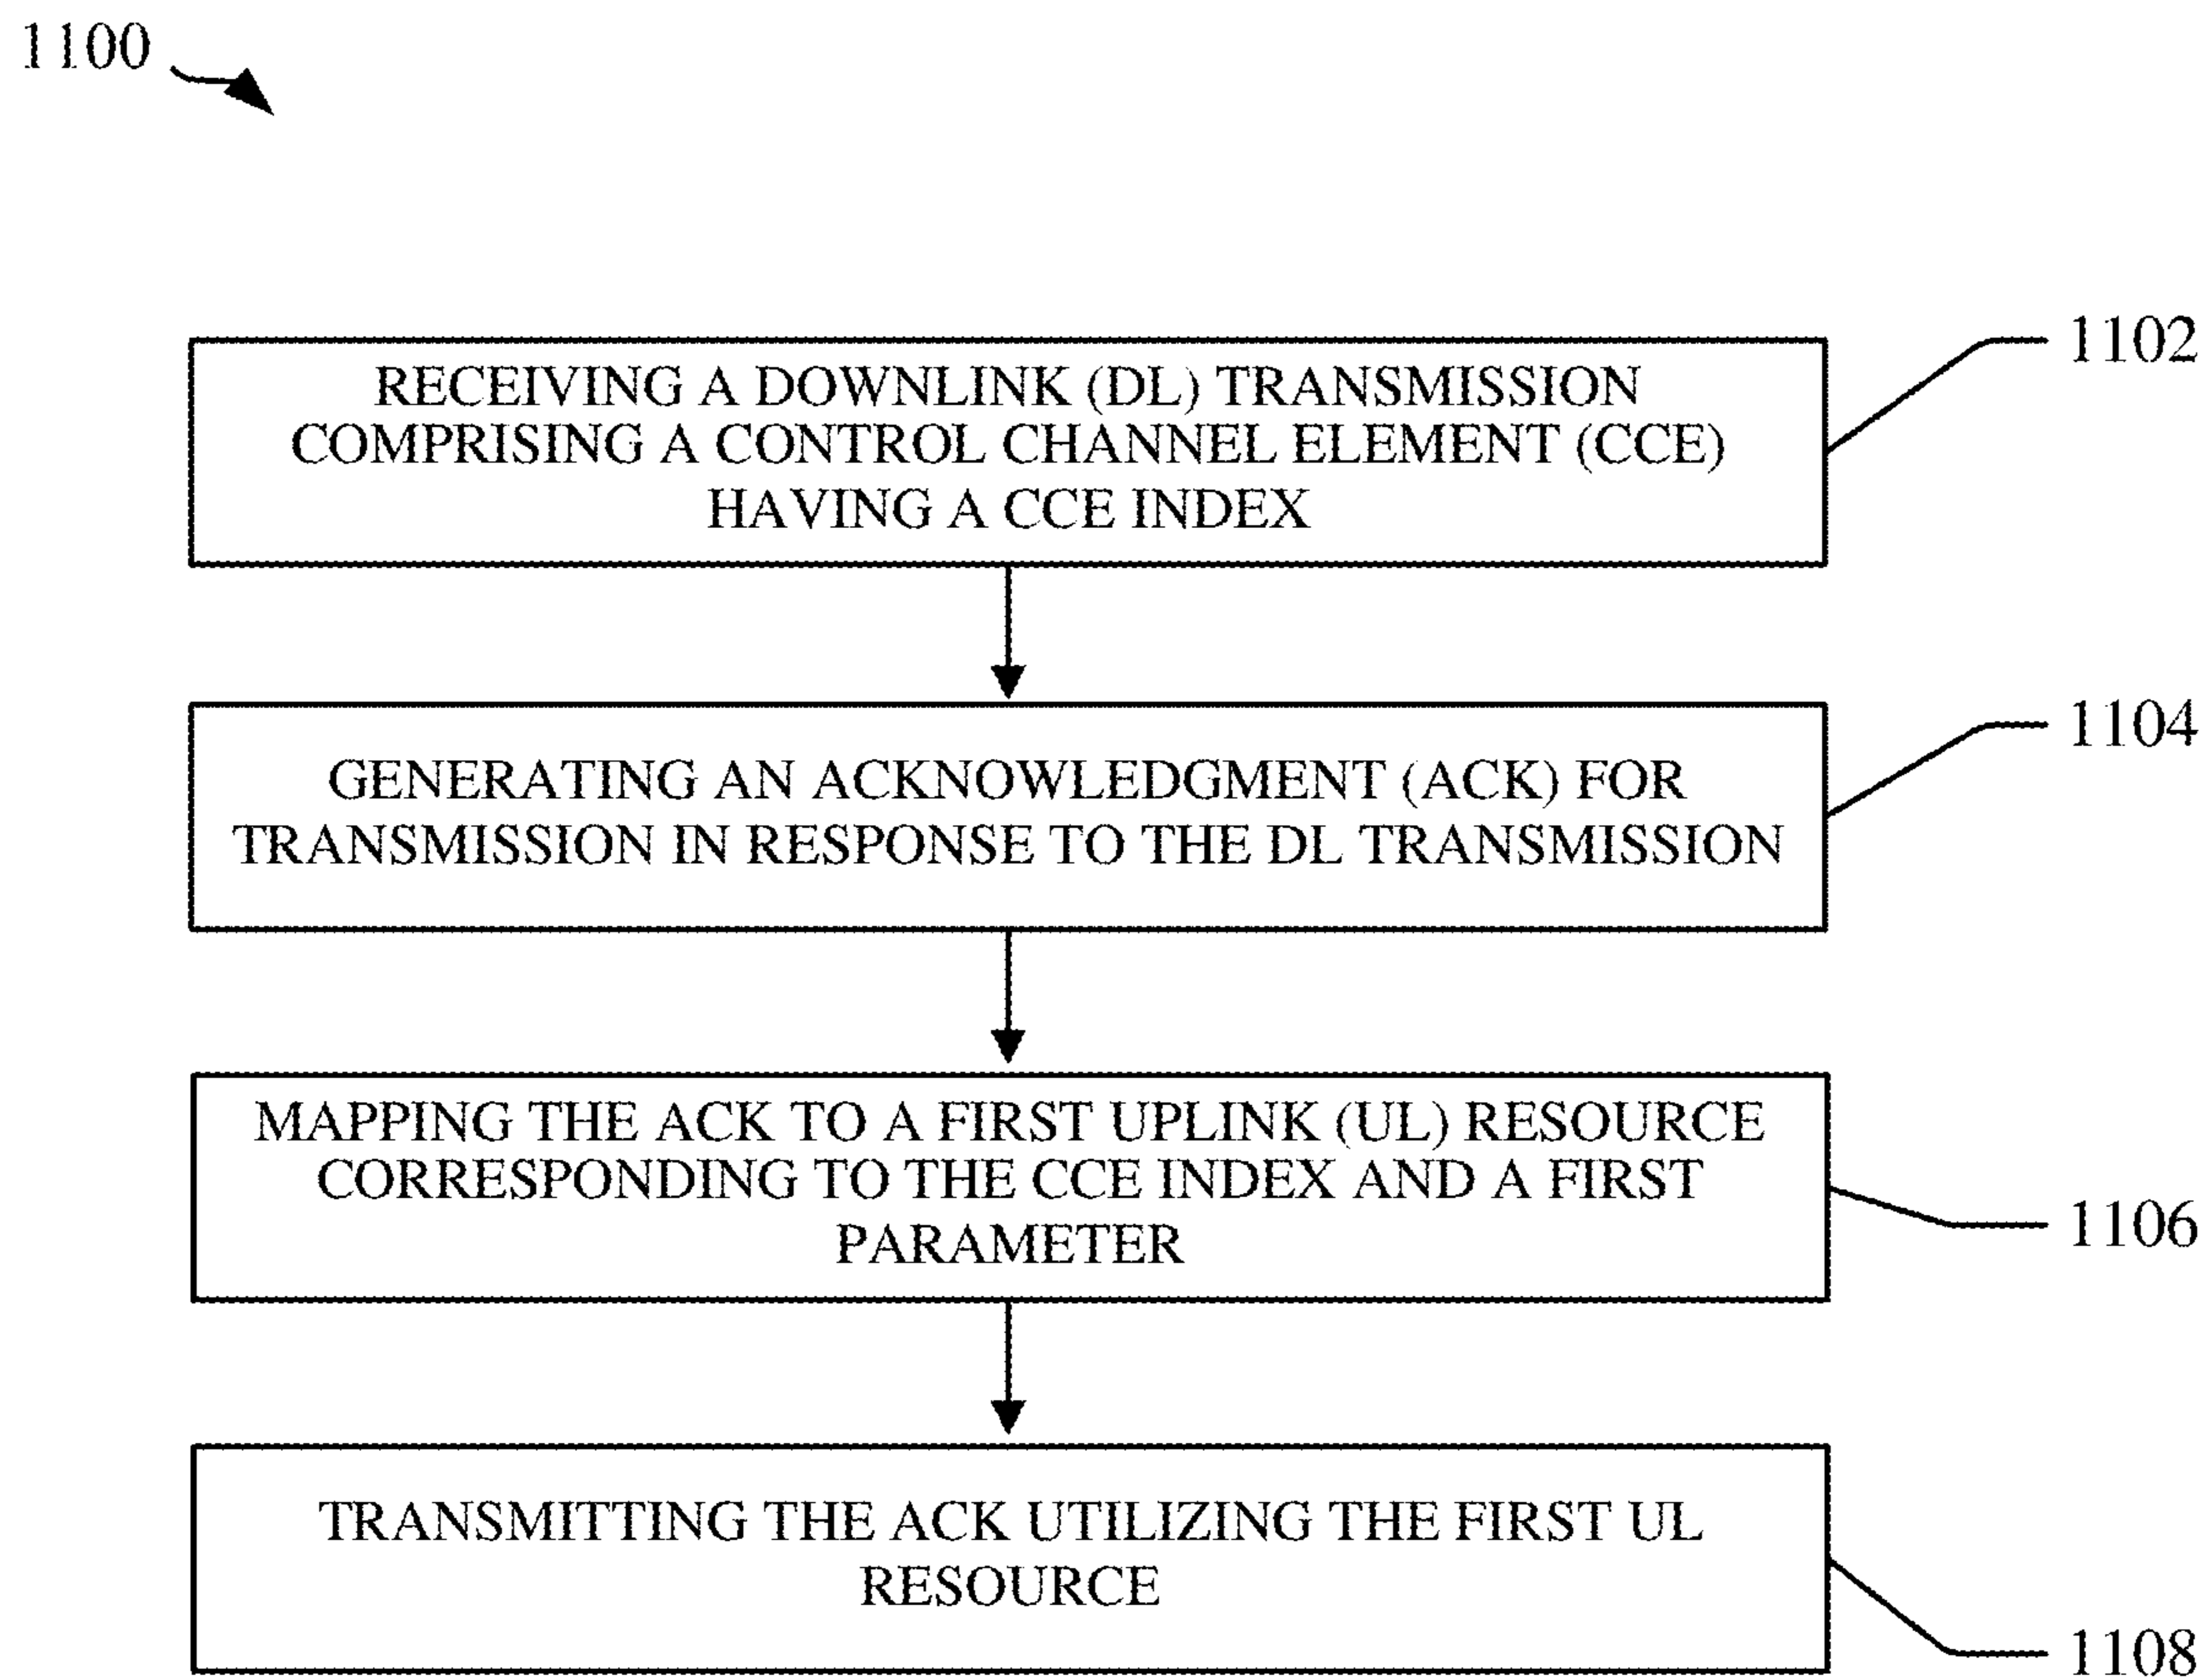 1100
RECEIVING A DOWNLINK (DL) TRANSMISSION
COMPRISING A CONTROL CHANNEL ELEMENT (CCE)
HAVING A CCE INDEX
1102
GENERATING AN ACKNOWLEDGMENT (ACK) FOR
TRANSMISSION IN RESPONSE TO THE DL TRANSMISSION
1104
MAPPING THE ACK TO A FIRST UPLINK (UL) RESOURCE
CORRESPONDING TO THE CCE INDEX AND A FIRST
PARAMETER
1106
TRANSMITTING THE ACK UTILIZING THE FIRST UL
RESOURCE
1108